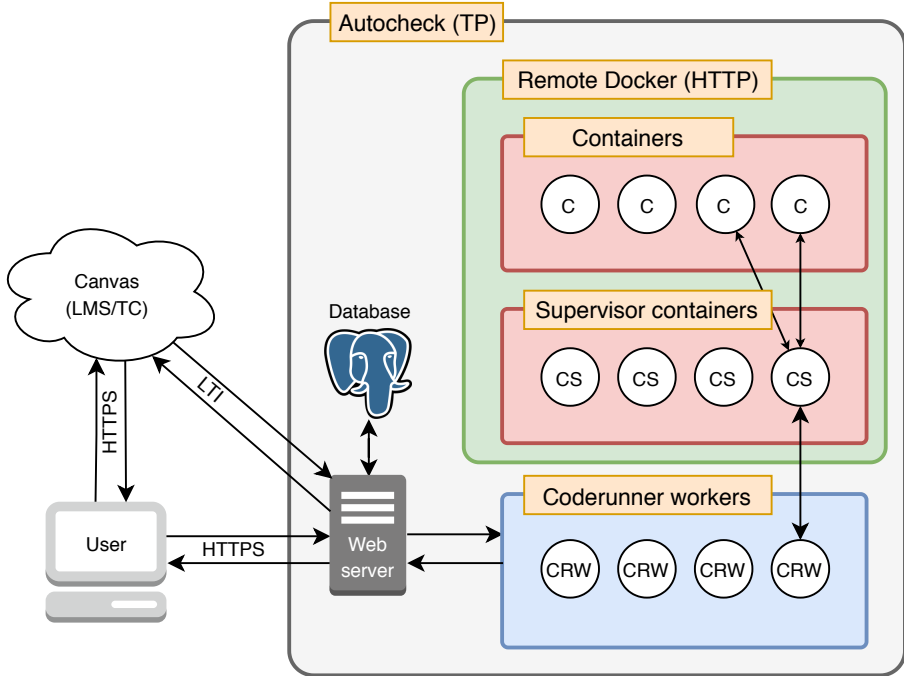 Autocheck (TP)
Remote Docker (HTTP)
Containers
C C C C
Canvas
(LMS/TC)
Database
Supervisor containers
CS CS CS CS
LTI
HTTPS
Coderunner workers
User
HTTPS
Web
server
CRW CRW CRW CRW